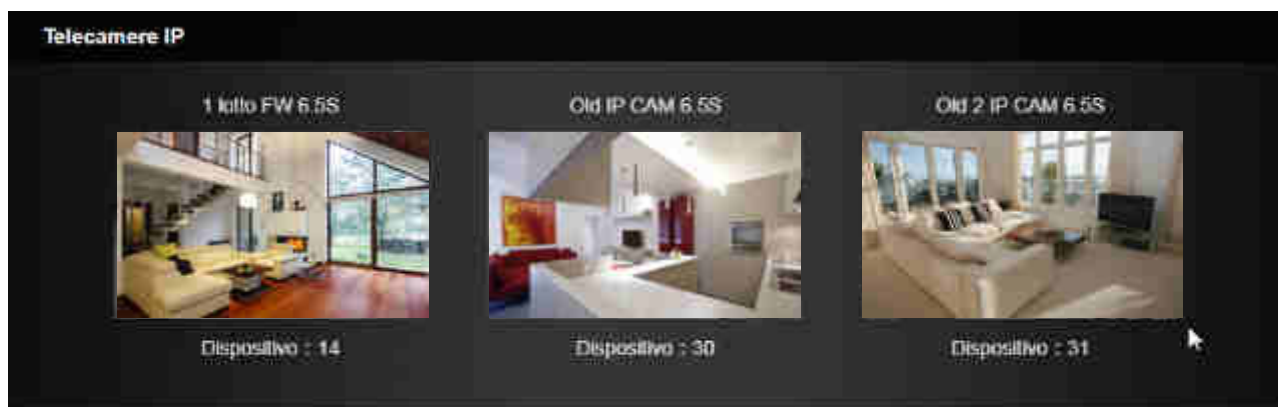 Telecamere IP
1 lotto FW 6.5S
Old IP CAM 6.5S
Old 2 IP CAM 6.5S
Dispositivo : 14
Dispositivo : 30
Dispositivo : 31